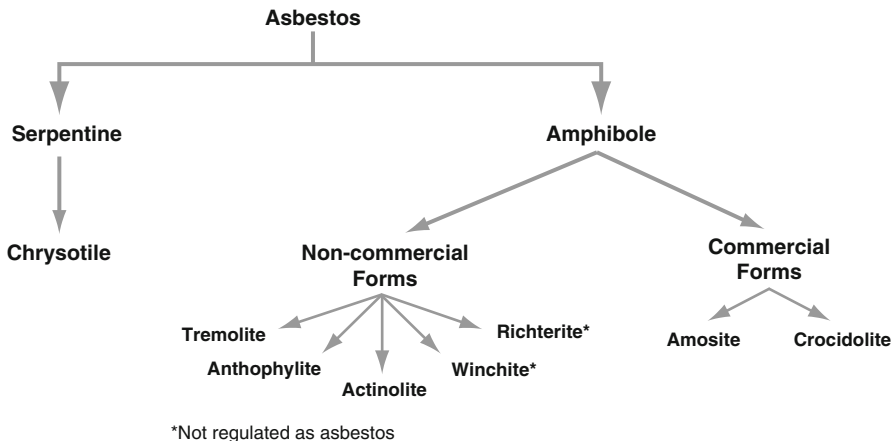 Asbestos
Serpentine
Amphibole
Chrysotile
Non-commercial
Forms
Commercial
Forms
Tremolite
Richterite*
Amosite
Crocidolite
Anthophylite
Winchite*
Actinolite
*Not regulated as asbestos